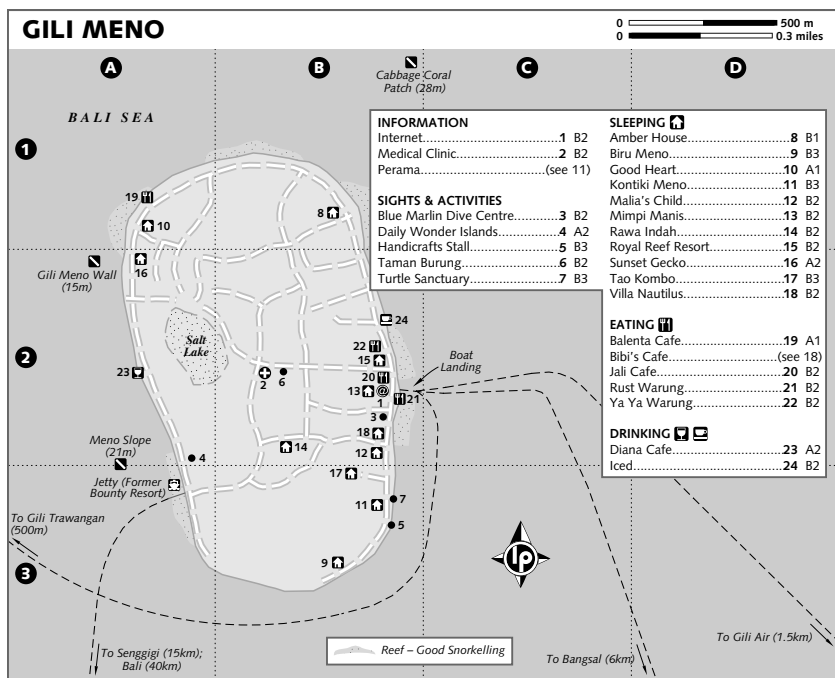 GILI MENO
0 500 m
0 0.3 miles
A
B
C
D
1
2
3
BALI SEA
Cabbage Coral
Patch (28m)
INFORMATION
Internet 1 B2
Medical Clinic 2 B2
Perama (see 11)
SIGHTS & ACTIVITIES
Blue Marlin Dive Centre 3 B2
Daily Wonder Islands 4 A2
Handicrafts Stall 5 B3
Taman Burung 6 B2
Turtle Sanctuary 7 B3
SLEEPING
Amber House 8 B1
Biru Meno 9 B3
Good Heart 10 A1
Kontiki Meno 11 B3
Malia's Child 12 B2
Mimpi Manis 13 B2
Rawa Indah 14 B2
Royal Reef Resort 15 B2
Sunset Gecko 16 A2
Tao Kombo 17 B3
Villa Nautilus 18 B2
EATING
Balenta Cafe 19 A1
Bibi's Cafe (see 18)
Jali Cafe 20 B2
Rust Warung 21 B2
Ya Ya Warung 22 B2
DRINKING
Diana Cafe 23 A2
Iced 24 B2
19
10
8
16
Gili Meno Wall
(15m)
Salt
Lake
24
22
15
Boat
Landing
23
2
6
20
13
@
1
21
3
18
14
12
Meno Slope
(21m)
4
17
Jetty (Former
Bounty Resort)
7
11
5
To Gili Trawangan
(500m)
9
lp
To Senggigi (15km);
Bali (40km)
Reef – Good Snorkelling
To Bangsal (6km)
To Gili Air (1.5km)